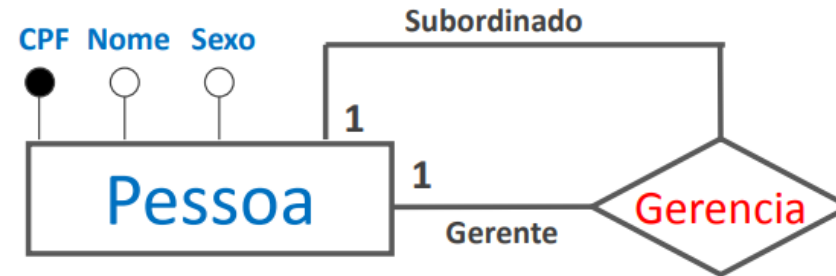 Subordinado
CPF Nome Sexo
1
1
Pessoa
Gerencia
Gerente